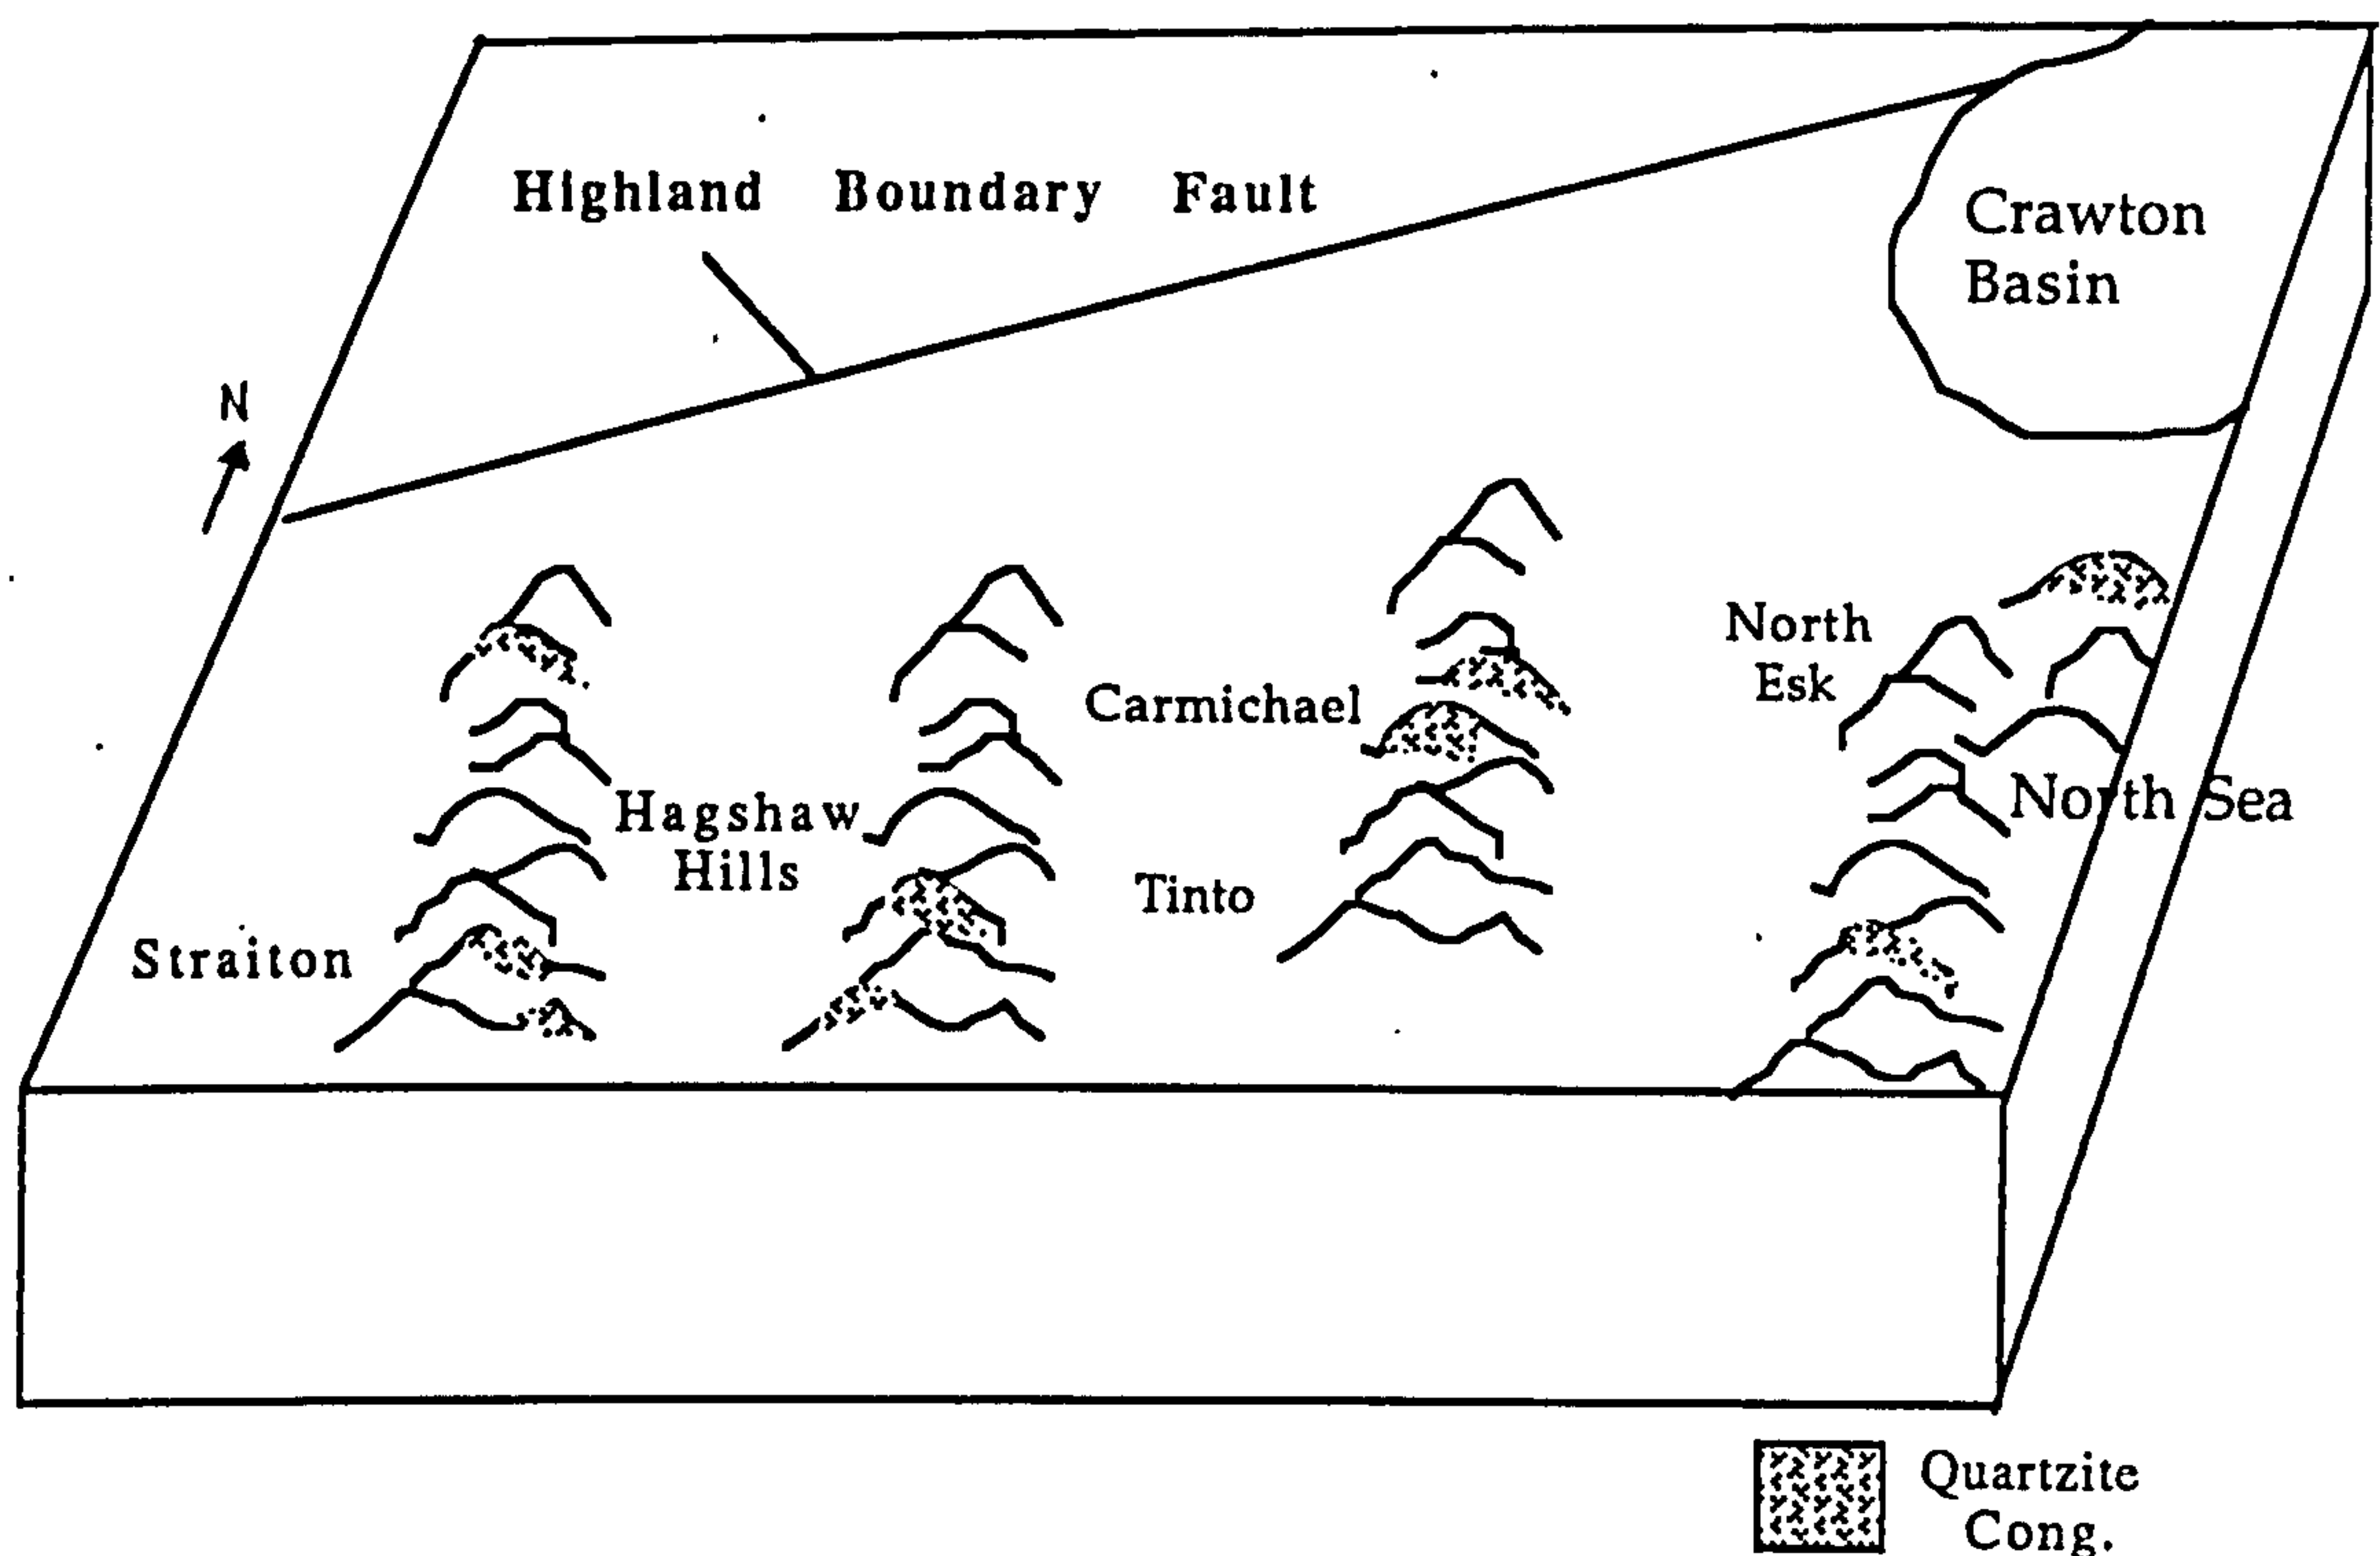 Highland Boundary Fault
Crawton
Basin
N
North
Esk
Carmichael
North Sea
Hagshaw
Hills
Tinto
Straiton
Quartzite
Cong.